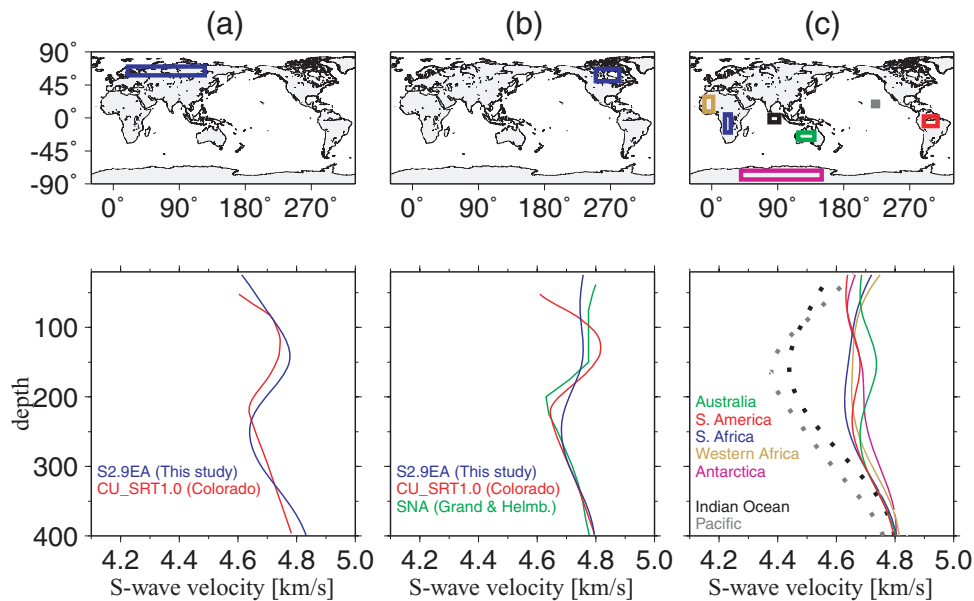 (a) (b) (c)
90° 45° 0° -45° -90°
0° 90° 180° 270° 0° 90° 180° 270° 0° 90° 180° 270°
depth
100
200
300
400
S2.9EA (This study)
CU_SRT1.0 (Colorado)
4.2 4.4 4.6 4.8 5.0
S-wave velocity [km/s]
S2.9EA (This study)
CU_SRT1.0 (Colorado)
SNA (Grand & Helmb.)
4.2 4.4 4.6 4.8 5.0
S-wave velocity [km/s]
Australia
S. America
S. Africa
Western Africa
Antarctica
Indian Ocean
Pacific
4.2 4.4 4.6 4.8 5.0
S-wave velocity [km/s]